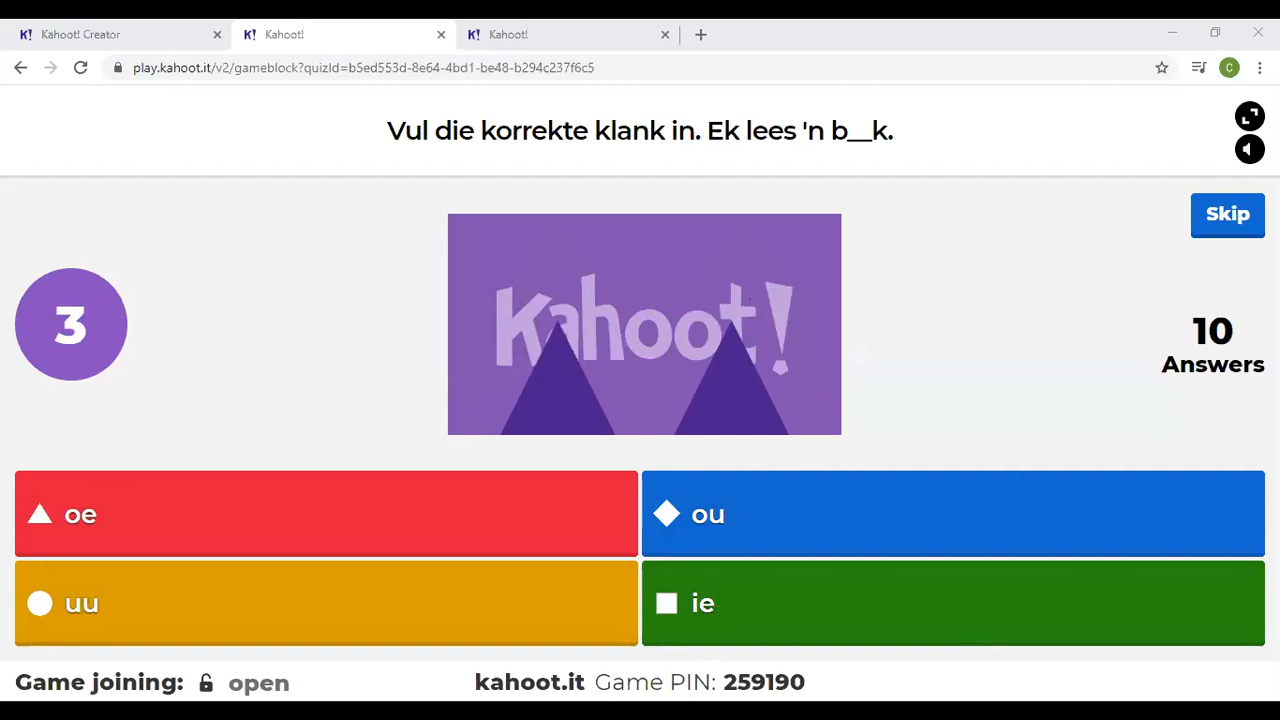 Kahoot! Creator
Kahoot!
Kahoot!
play.kahoot.it/v2/gameblock?quizId=b5ed553d-8e64-4bd1-be48-b294c237f6c5
C
Vul die korrekte klank in. Ek lees 'n b__k.
Skip
3
Kahoot!
10
Answers
oe
ou
uu
ie
Game joining: open
kahoot.it Game PIN: 259190